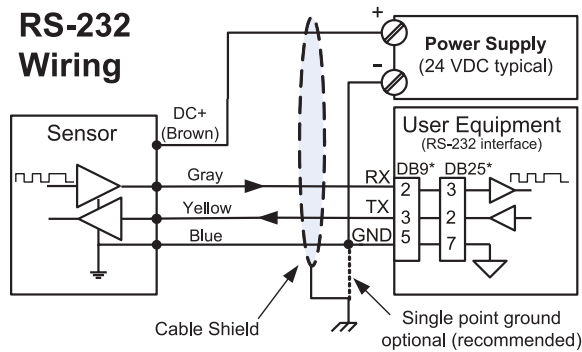 RS-232
Wiring
+
-
Power Supply
(24 VDC typical)
DC+
(Brown)
Sensor
User Equipment
(RS-232 interface)
DB9* DB25*
Gray
RX
2
3
Yellow
TX
3
2
Blue
GND
5
7
Cable Shield
Single point ground
optional (recommended)